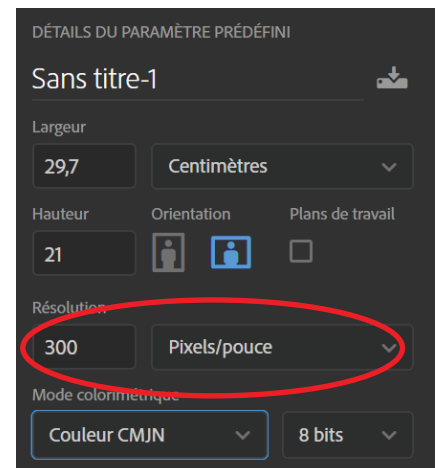 DÉTAILS DU PARAMÈTRE PRÉDÉFINI
Sans titre-1
Largeur
29,7 Centimètres
Hauteur Orientation Plans de travail
21
Résolution
300 Pixels/pouce
Mode colorimétrique
Couleur CMJN 8 bits